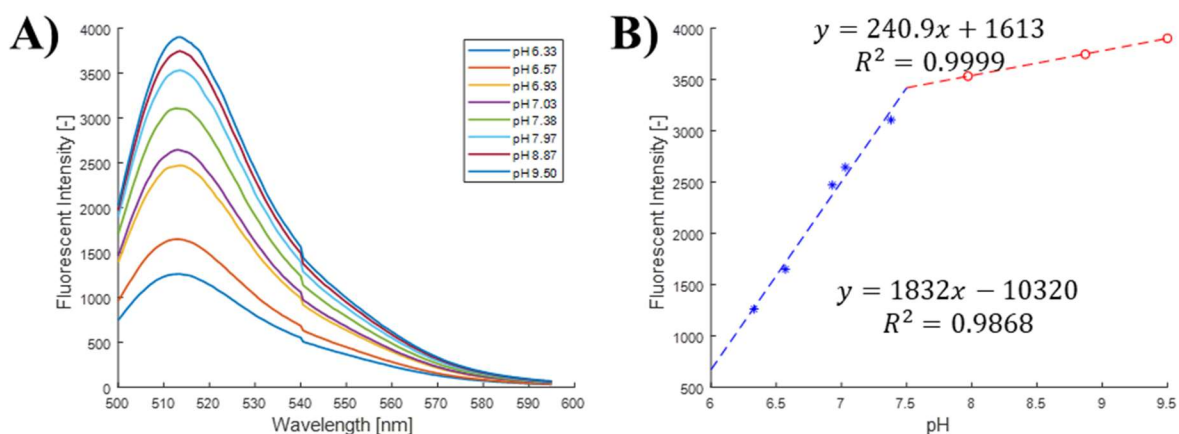 A)
4000
3500
3000
2500
2000
1500
1000
500
0
Fluorescent Intensity [-]
500
510
520
530
540
550
560
570
580
590
600
Wavelength [nm]
pH 6.33
pH 6.57
pH 6.93
pH 7.03
pH 7.38
pH 7.97
pH 8.87
pH 9.50
B)
y = 240.9x + 1613
R² = 0.9999
4000
3500
3000
2500
2000
1500
1000
500
Fluorescent Intensity [-]
y = 1832x − 10320
R² = 0.9868
6
6.5
7
7.5
8
8.5
9
9.5
pH